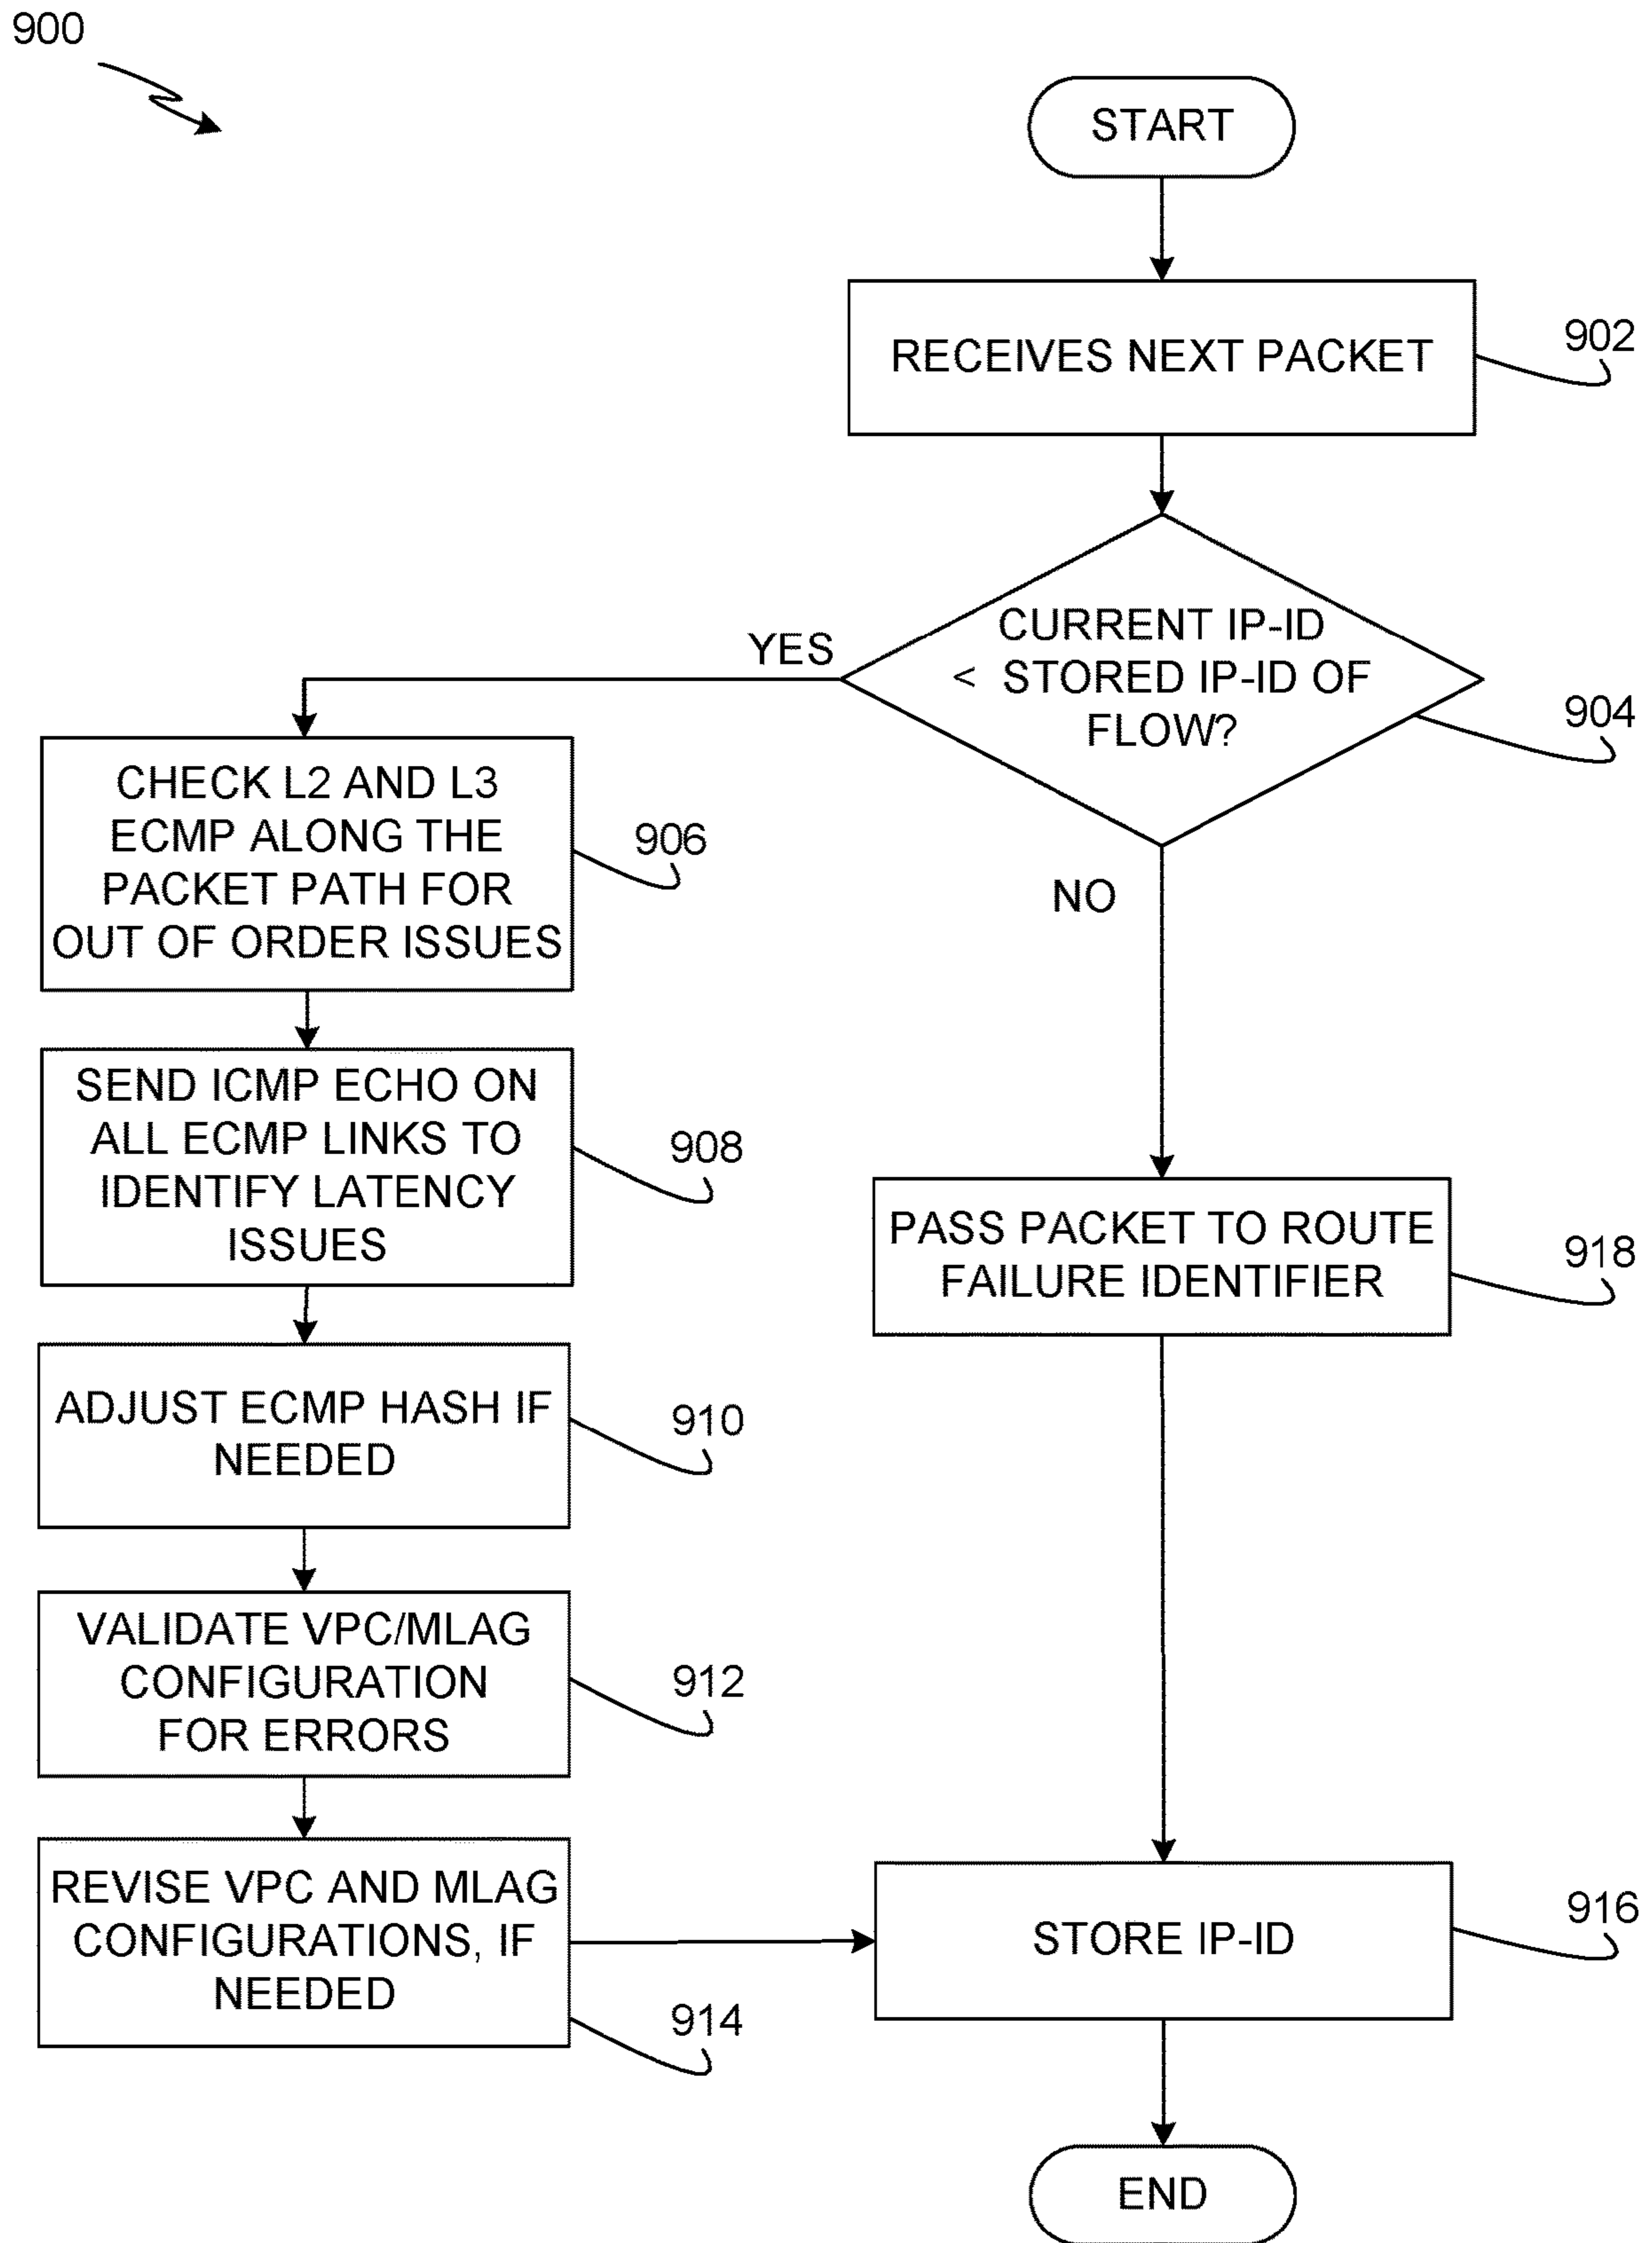 900
START
RECEIVES NEXT PACKET
902
CURRENT IP-ID
< STORED IP-ID OF
FLOW?
904
YES
NO
CHECK L2 AND L3
ECMP ALONG THE
PACKET PATH FOR
OUT OF ORDER ISSUES
906
SEND ICMP ECHO ON
ALL ECMP LINKS TO
IDENTIFY LATENCY
ISSUES
908
ADJUST ECMP HASH IF
NEEDED
910
VALIDATE VPC/MLAG
CONFIGURATION
FOR ERRORS
912
REVISE VPC AND MLAG
CONFIGURATIONS, IF
NEEDED
914
PASS PACKET TO ROUTE
FAILURE IDENTIFIER
918
STORE IP-ID
916
END